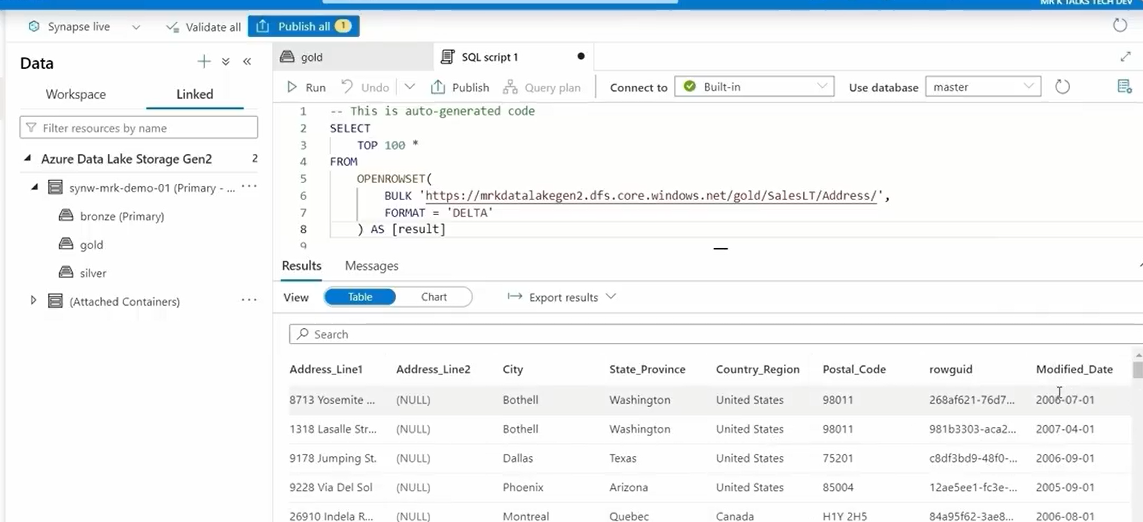 MR K TALKS TECH DEV
Synapse live
Validate all
Publish all 1
Data
Workspace
Linked
Filter resources by name
Azure Data Lake Storage Gen2 2
synw-mrk-demo-01 (Primary - ...
bronze (Primary)
gold
silver
(Attached Containers)
gold
SQL script 1
Run Undo Publish Query plan Connect to Built-in Use database master
1 -- This is auto-generated code
2 SELECT
3 TOP 100 *
4 FROM
5 OPENROWSET(
6 BULK 'https://mrkdatalakegen2.dfs.core.windows.net/gold/SalesLT/Address/',
7 FORMAT = 'DELTA'
8 ) AS [result]
9
Results Messages
View Table Chart Export results
Search
Address_Line1 Address_Line2 City State_Province Country_Region Postal_Code rowguid Modified_Date
8713 Yosemite ... (NULL) Bothell Washington United States 98011 268af621-76d7... 2006-07-01
1318 Lasalle Str... (NULL) Bothell Washington United States 98011 981b3303-aca2... 2007-04-01
9178 Jumping St. (NULL) Dallas Texas United States 75201 c8df3bd9-48f0-... 2006-09-01
9228 Via Del Sol (NULL) Phoenix Arizona United States 85004 12ae5ee1-fc3e-... 2005-09-01
26910 Indela R... (NULL) Montreal Quebec Canada H1Y 2H5 84a95f62-3ae8... 2006-08-01